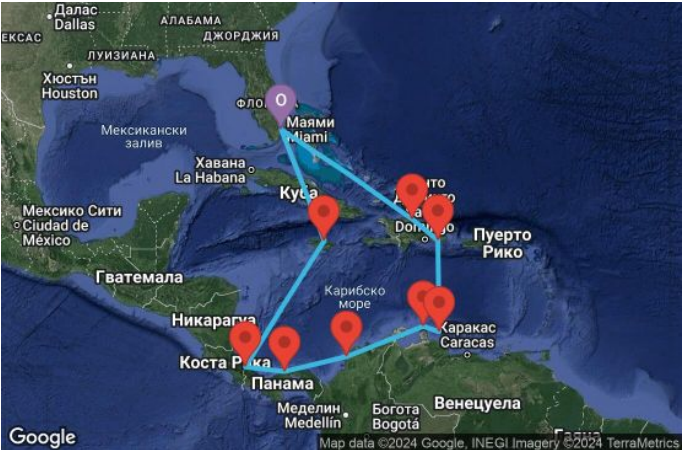 Далас
Dallas
ЕКСАС
АЛАБАМА
ДЖОРДЖИЯ
ЛУИЗИАНА
Хюстън
Houston
O
Маями
Miami
Мексикански
залив
Хавана
La Habana
Куба
Мексико Сити
Ciudad de
México
Пуерто
Рико
Гватемала
Карибско
море
Никарагуа
Каракас
Caracas
Коста Рика
Панама
Меделин
Medellín
Богота
Bogotá
Венецуела
Google
Map data ©2024 Google, INEGI Imagery ©2024 TerraMetrics